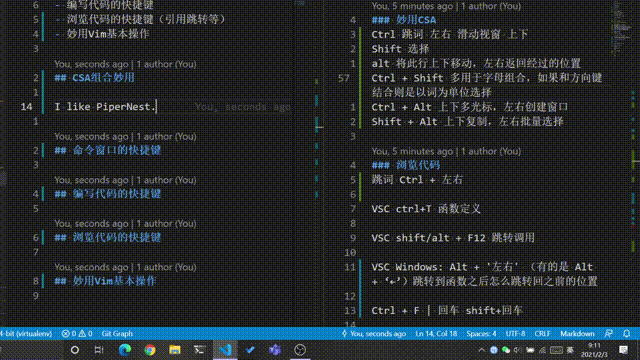 - 编写代码的快捷键
- 浏览代码的快捷键（引用跳转等）
- 妙用Vim基本操作
You, seconds ago | 1 author (You)
## CSA组合妙用
I like PiperNest.
You, seconds ago
You, seconds ago | 1 author (You)
## 命令窗口的快捷键
You, seconds ago | 1 author (You)
## 编写代码的快捷键
You, seconds ago | 1 author (You)
## 浏览代码的快捷键
You, seconds ago | 1 author (You)
## 妙用Vim基本操作
You, 5 minutes ago | 1 author (You)
### 妙用CSA
Ctrl 跳词 左右 滑动视窗 上下
Shift 选择
alt 将此行上下移动，左右返回经过的位置
Ctrl + Shift 多用于字母组合，如果和方向键
结合则是以词为单位选择
Ctrl + Alt 上下多光标，左右创建窗口
Shift + Alt 上下复制，左右批量选择
You, 5 minutes ago | 1 author (You)
### 浏览代码
跳词 Ctrl + 左右
VSC ctrl+T 函数定义
VSC shift/alt + F12 跳转调用
VSC Windows: Alt + '左右' （有的是 Alt
+ '←'）跳转到函数之后怎么跳转回之前的位置
Ctrl + F | 回车 shift+回车
4-bit (virtualenv) 0 0 Git Graph
You, seconds ago Ln 14, Col 18 Spaces: 4 UTF-8 CRLF Markdown
英 9:11
2021/2/3